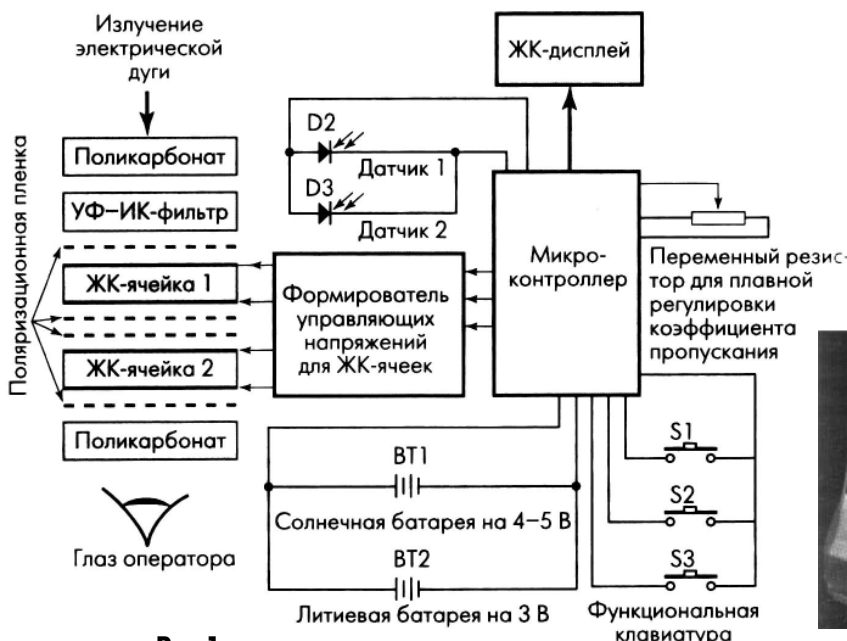 Излучение
электрической
дуги
Поликарбонат
УФ–ИК-фильтр
Поляризационная пленка
ЖК-ячейка 1
ЖК-ячейка 2
Поликарбонат
Глаз оператора
ЖК-дисплей
D2
Датчик 1
D3
Датчик 2
Формирователь
управляющих
напряжений
для ЖК-ячеек
Микро-
контроллер
Переменный резис-
тор для плавной
регулировки
коэффициента
пропускания
BT1
Солнечная батарея на 4–5 В
BT2
Литиевая батарея на 3 В
S1
S2
S3
Функциональная
клавиатура